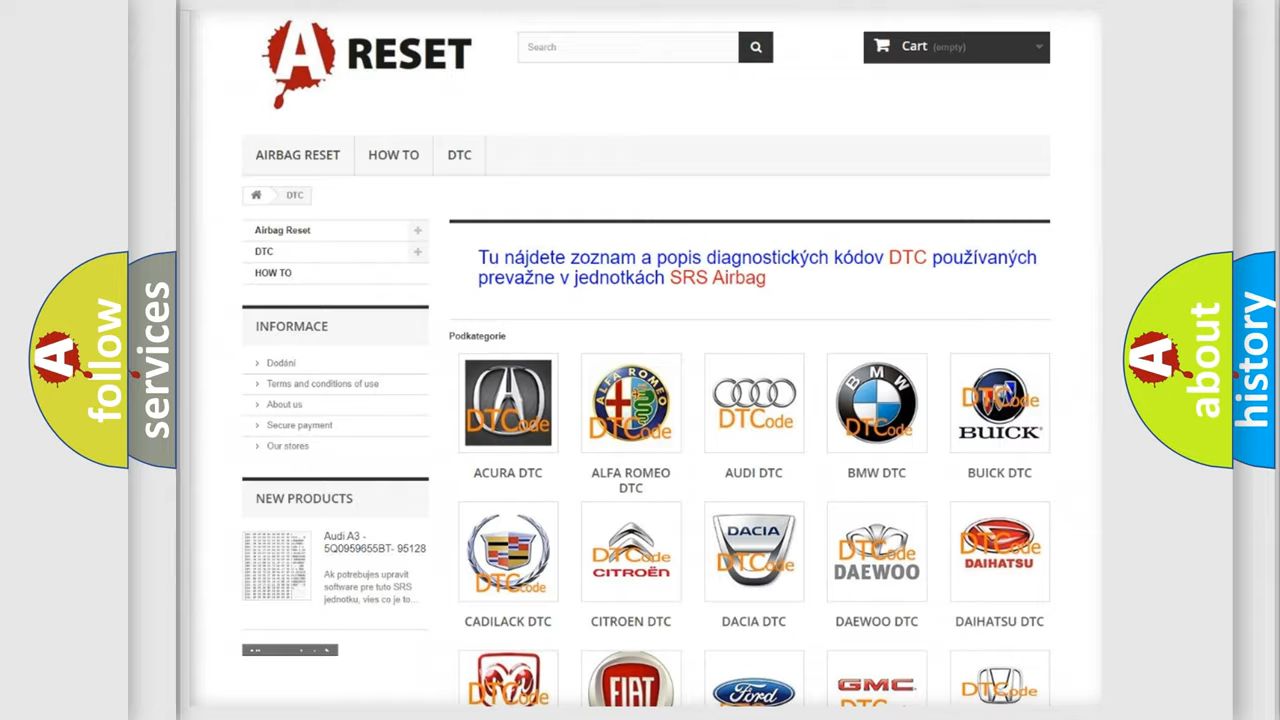 A RESET
Search
Cart (empty)
AIRBAG RESET
HOW TO
DTC
DTC
Airbag Reset
DTC
HOW TO
INFORMACE
Dodání
Terms and conditions of use
About us
Secure payment
Our stores
NEW PRODUCTS
Audi A3 -
5Q0959655BT- 95128
Ak potrebujes upravit
software pre tuto SRS
jednotku, vies co je to...
Tu nájdete zoznam a popis diagnostických kódov DTC používaných
prevažne v jednotkách SRS Airbag
Podkategorie
DTCode
ALFA ROMEO
DTCode
DTCode
BMW
DTCode
DTCode
BUICK
ACURA DTC
ALFA ROMEO
DTC
AUDI DTC
BMW DTC
BUICK DTC
DTCode
DTCode
CITROËN
DACIA
DTCode
DTCode
DAEWOO
DTCode
DAIHATSU
CADILACK DTC
CITROEN DTC
DACIA DTC
DAEWOO DTC
DAIHATSU DTC
DTCode
FIAT
Ford
GMC
DTCode
A follow
services
A about
history